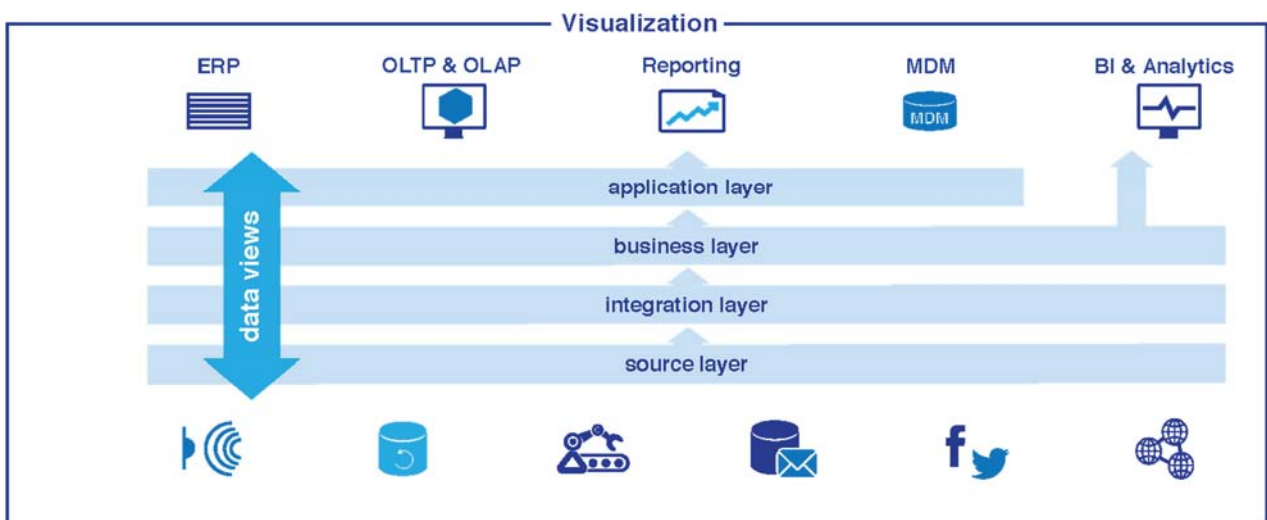 Visualization
ERP
OLTP & OLAP
Reporting
MDM
BI & Analytics
MDM
application layer
business layer
integration layer
source layer
data views
f